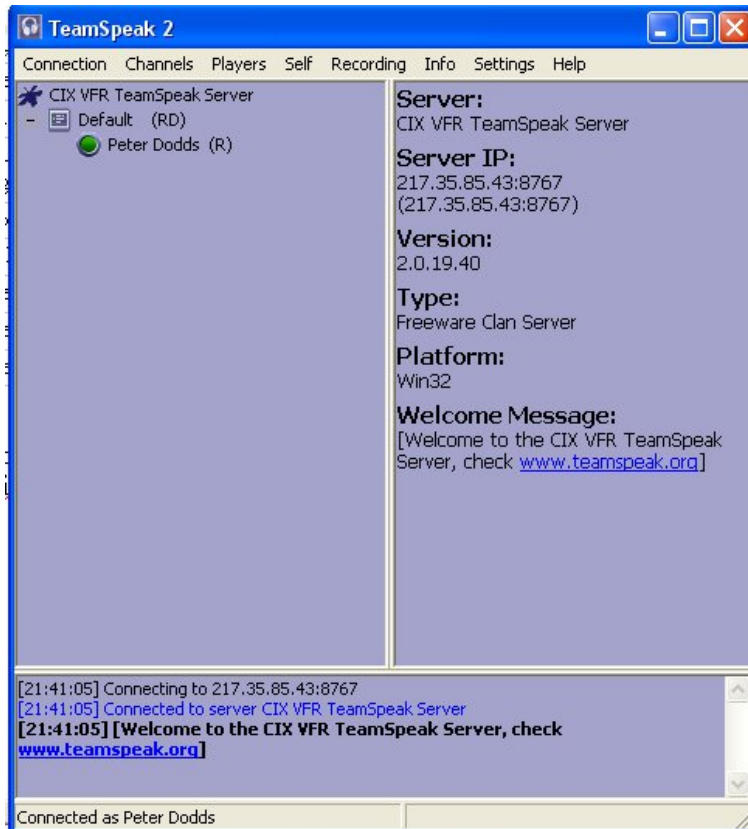 TeamSpeak 2
Connection Channels Players Self Recording Info Settings Help
CIX VFR TeamSpeak Server
Default (RD)
Peter Dodds (R)
Server:
CIX VFR TeamSpeak Server
Server IP:
217.35.85.43:8767
(217.35.85.43:8767)
Version:
2.0.19.40
Type:
Freeware Clan Server
Platform:
Win32
Welcome Message:
[Welcome to the CIX VFR TeamSpeak
Server, check www.teamspeak.org]
[21:41:05] Connecting to 217.35.85.43:8767
[21:41:05] Connected to server CIX VFR TeamSpeak Server
[21:41:05] [Welcome to the CIX VFR TeamSpeak Server, check
www.teamspeak.org]
Connected as Peter Dodds